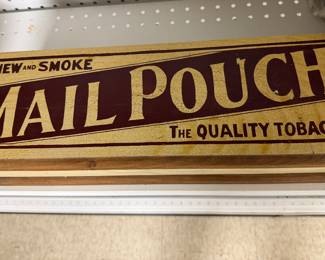 HEW AND SMOKE
MAIL POUCH
THE QUALITY TOBAC